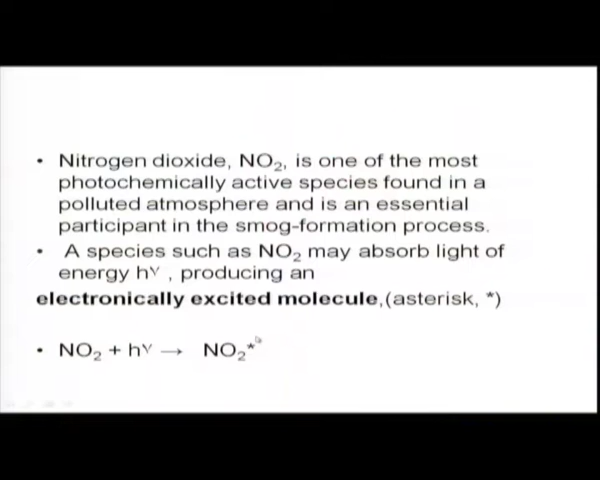 • Nitrogen dioxide, NO₂, is one of the most
photochemically active species found in a
polluted atmosphere and is an essential
participant in the smog-formation process.
• A species such as NO₂ may absorb light of
energy hᵛ , producing an
electronically excited molecule,(asterisk, *)
• NO₂ + hᵛ → NO₂*